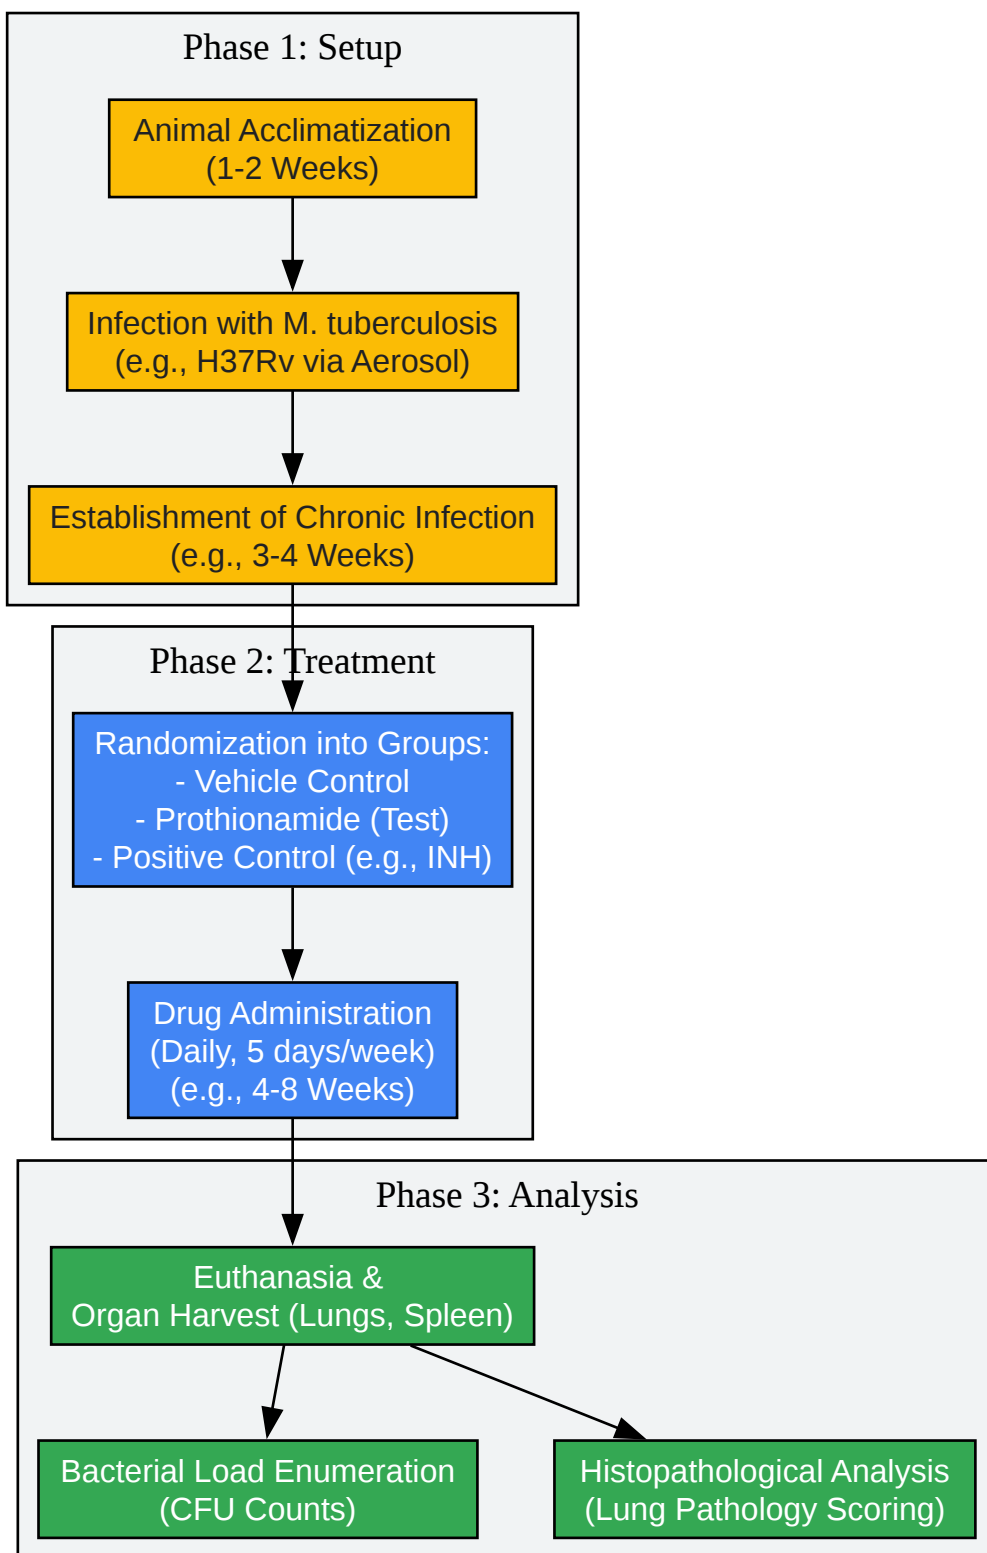 Phase 1: Setup
Animal Acclimatization
(1-2 Weeks)
Infection with M. tuberculosis
(e.g., H37Rv via Aerosol)
Establishment of Chronic Infection
(e.g., 3-4 Weeks)
Phase 2: Treatment
Randomization into Groups:
- Vehicle Control
- Prothionamide (Test)
- Positive Control (e.g., INH)
Drug Administration
(Daily, 5 days/week)
(e.g., 4-8 Weeks)
Phase 3: Analysis
Euthanasia &
Organ Harvest (Lungs, Spleen)
Bacterial Load Enumeration
(CFU Counts)
Histopathological Analysis
(Lung Pathology Scoring)